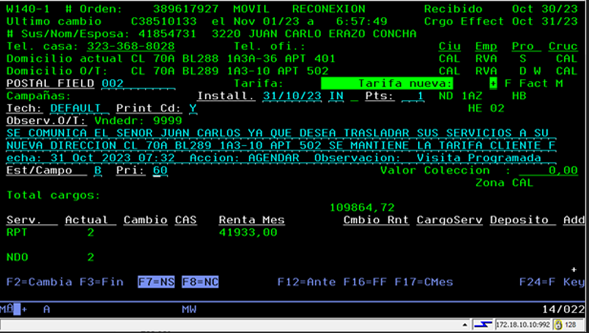 W140-1 # Orden: 389617927 MOVIL RECONEXION Recibido Oct 30/23
Ultimo cambio C38510133 el Nov 01/23 a 6:57:49 Crgo Effect Oct 31/23
# Sus/Nom/Esposa: 41854731 3220 JUAN CARLO ERAZO CONCHA
Tel. casa: 323-368-8028 Tel. ofi.: Ciu Emp Pro Cruc
Domicilio actual CL 70A BL288 1A3A-36 APT 401 CAL RVA S CAL
Domicilio O/T: CL 70A BL289 1A3-10 APT 502 CAL RVA D W CAL
POSTAL FIELD 002 Tarifa: Tarifa nueva: + F Fact M
Campañas: Install. 31/10/23 IN _ Pts: 1 ND 1AZ HB
Tech: DEFAULT Print Cd: Y HE 02
Observ.O/T: Vndedr: 9999
SE COMUNICA EL SENOR JUAN CARLOS YA QUE DESEA TRASLADAR SUS SERVICIOS A SU
NUEVA DIRECCION CL 70A BL289 1A3-10 APT 502 SE MANTIENE LA TARIFA CLIENTE F
echa: 31 Oct 2023 07:32 Accion: AGENDAR Observacion: Visita Programada
Est/Campo B Pri: 60 Valor Coleccion : 0,00
Zona CAL
Total cargos:
109864,72
Serv. Actual Cambio CAS Renta Mes Cmbio Rnt CargoServ Deposito Add
RPT 2 41933,00
NDO 2
+
F2=Cambia F3=Fin F7=NS F8=NC F12=Ante F16=FF F17=CMes F24=F Key
+ A MW 14/022
172.18.10.10:992 128